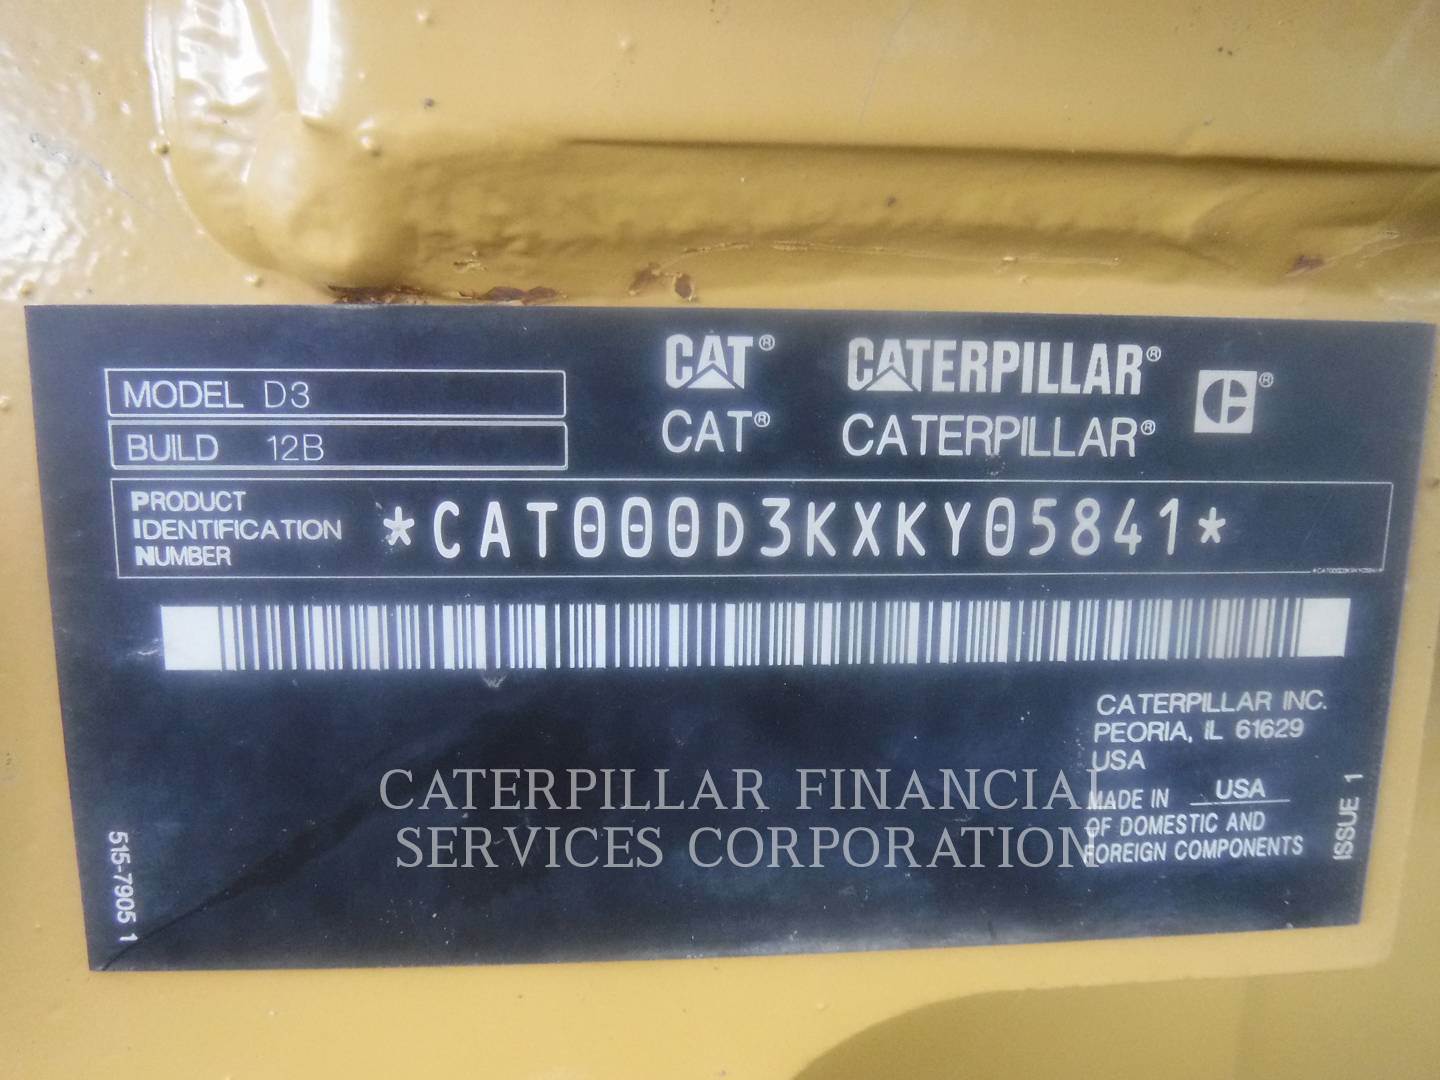 CAT® CATERPILLAR®
CAT® CATERPILLAR®
MODEL D3
BUILD 12B
PRODUCT
IDENTIFICATION
NUMBER
*CAT000D3KXKY05841*
CATERPILLAR INC.
PEORIA, IL 61629
USA
MADE IN USA
OF DOMESTIC AND
FOREIGN COMPONENTS
ISSUE 1
515-7905 1
CATERPILLAR FINANCIAL
SERVICES CORPORATION